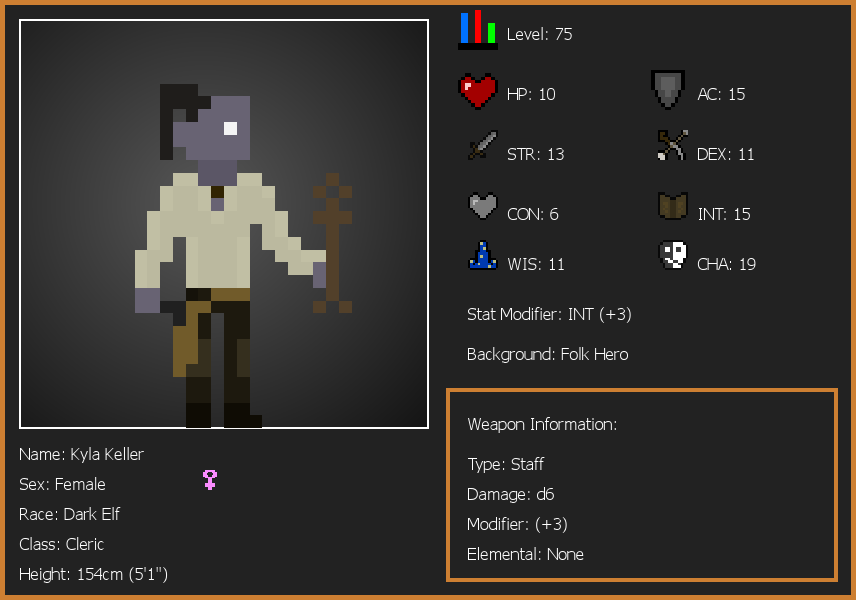 Level: 75
HP: 10
AC: 15
STR: 13
DEX: 11
CON: 6
INT: 15
WIS: 11
CHA: 19
Stat Modifier: INT (+3)
Background: Folk Hero
Weapon Information:
Type: Staff
Damage: d6
Modifier: (+3)
Elemental: None
Name: Kyla Keller
Sex: Female
Race: Dark Elf
Class: Cleric
Height: 154cm (5'1")